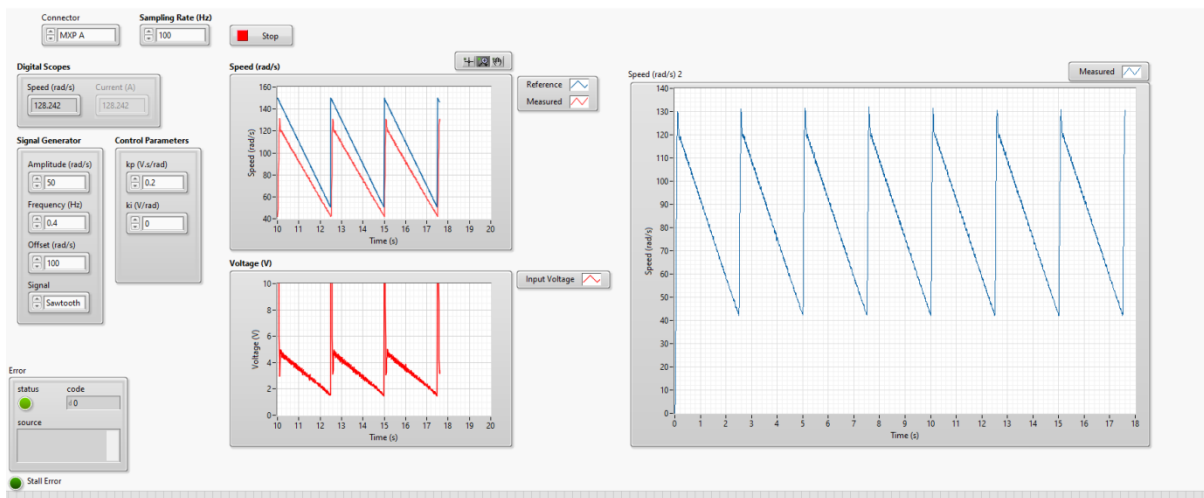 Connector
MXP A
Sampling Rate (Hz)
100
Stop
Digital Scopes
Speed (rad/s)
128.242
Current (A)
128.242
Signal Generator
Amplitude (rad/s)
50
Frequency (Hz)
0.4
Offset (rad/s)
100
Signal
Sawtooth
Control Parameters
kp (V.s/rad)
0.2
ki (V/rad)
0
Error
status
code
0
source
Stall Error
Speed (rad/s)
Reference
Measured
160
140
120
100
80
60
40
Speed (rad/s)
10 11 12 13 14 15 16 17 18 19 20
Time (s)
Voltage (V)
Input Voltage
10
8
6
4
2
0
Voltage (V)
10 11 12 13 14 15 16 17 18 19 20
Time (s)
Speed (rad/s) 2
Measured
140
130
120
110
100
90
80
70
60
50
40
30
20
10
0
Speed (rad/s)
0 1 2 3 4 5 6 7 8 9 10 11 12 13 14 15 16 17 18
Time (s)